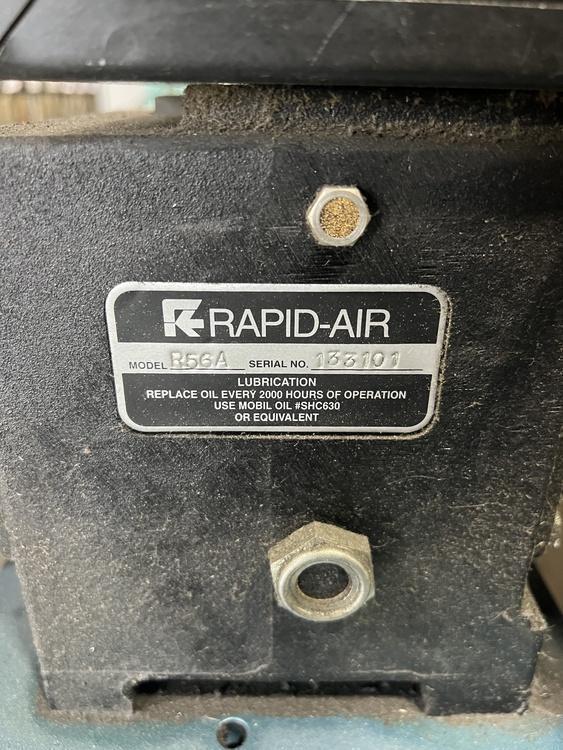 RAPID-AIR
MODEL R56A SERIAL NO. 133101
LUBRICATION
REPLACE OIL EVERY 2000 HOURS OF OPERATION
USE MOBIL OIL #SHC630
OR EQUIVALENT